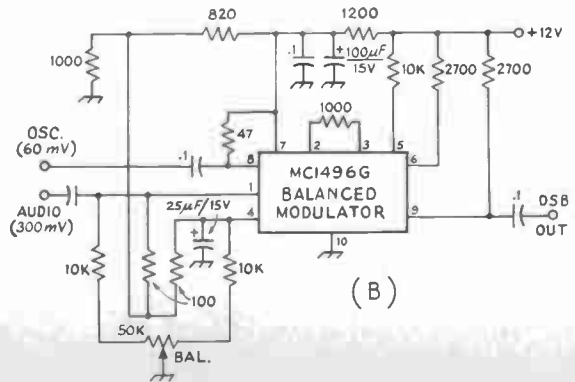 820
1200
+12V
1000
.1
+
100µF/15V
10K
2700
2700
OSC.
(60 mV)
.1
47
1000
7
2
3
5
8
6
MC1496G
BALANCED
MODULATOR
1
AUDIO
(300mV)
25µF/15V
+
4
9
.1
DSB
OUT
10
10K
100
10K
(B)
50K
BAL.